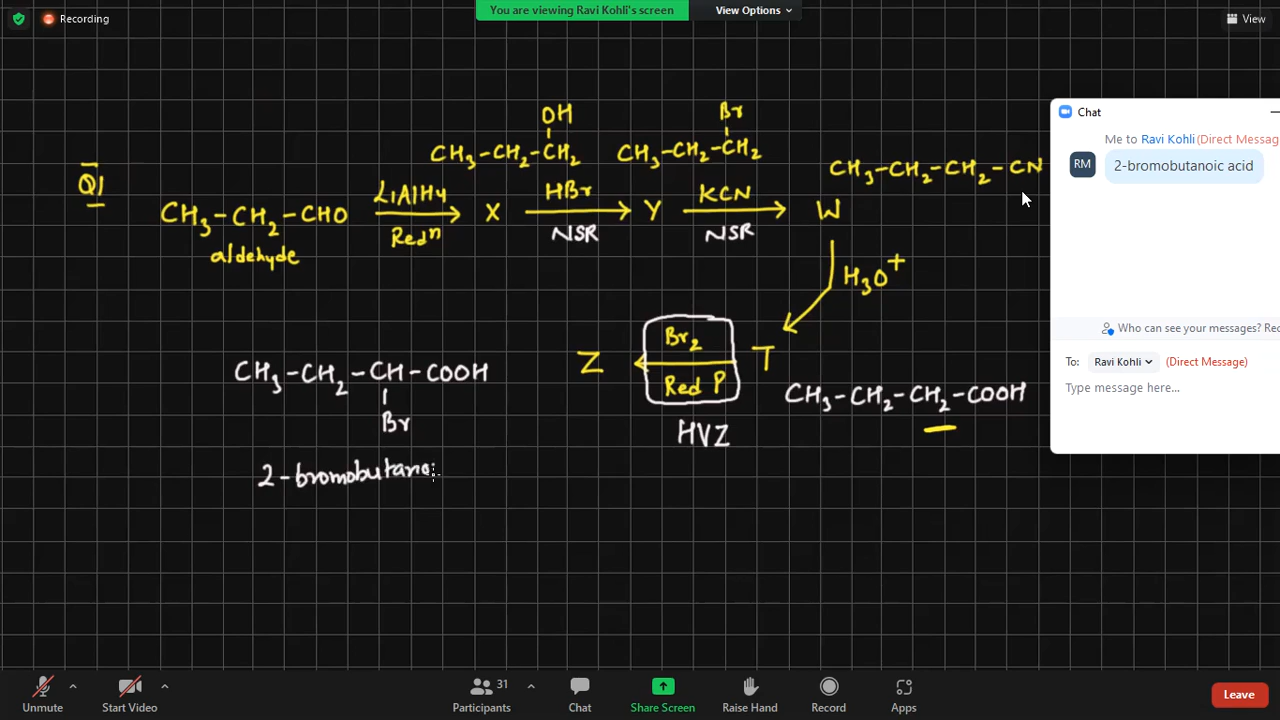 Recording
You are viewing Ravi Kohli's screen
View Options
View
OH
CH3-CH2-CH2
Br
CH3-CH2-CH2
CH3-CH2-CH2-CN
Q1
CH3-CH2-CHO
LiAlH4
Redn
X
HBr
NSR
Y
KCN
NSR
W
aldehyde
H3O+
Br2
Red P
Z
T
HVZ
CH3-CH2-CH2-COOH
CH3-CH2-CH-COOH
Br
2-bromobutano
Chat
Me to Ravi Kohli (Direct Messag
RM
2-bromobutanoic acid
Who can see your messages? Rec
To: Ravi Kohli (Direct Message)
Type message here...
Unmute
Start Video
31
Participants
Chat
Share Screen
Raise Hand
Record
Apps
Leave